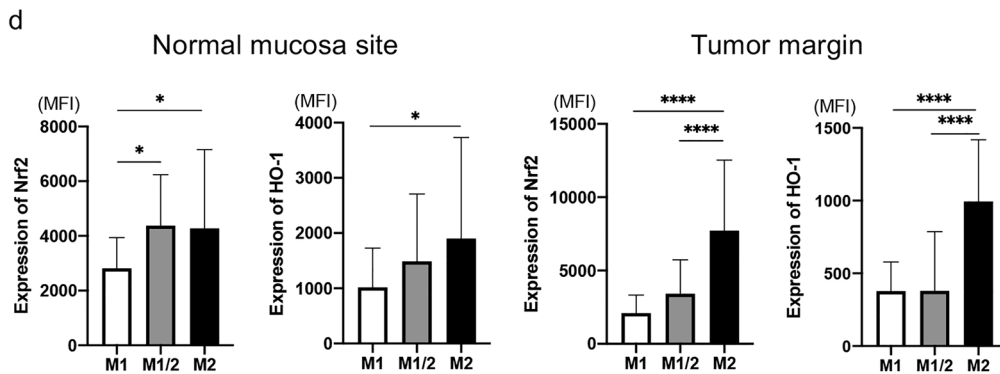 d
Normal mucosa site
Tumor margin
(MFI)
Expression of Nrf2
8000
6000
4000
2000
0
*
*
M1 M1/2 M2
(MFI)
Expression of HO-1
4000
3000
2000
1000
0
*
M1 M1/2 M2
(MFI)
Expression of Nrf2
15000
10000
5000
0
****
****
M1 M1/2 M2
(MFI)
Expression of HO-1
1500
1000
500
0
****
****
M1 M1/2 M2